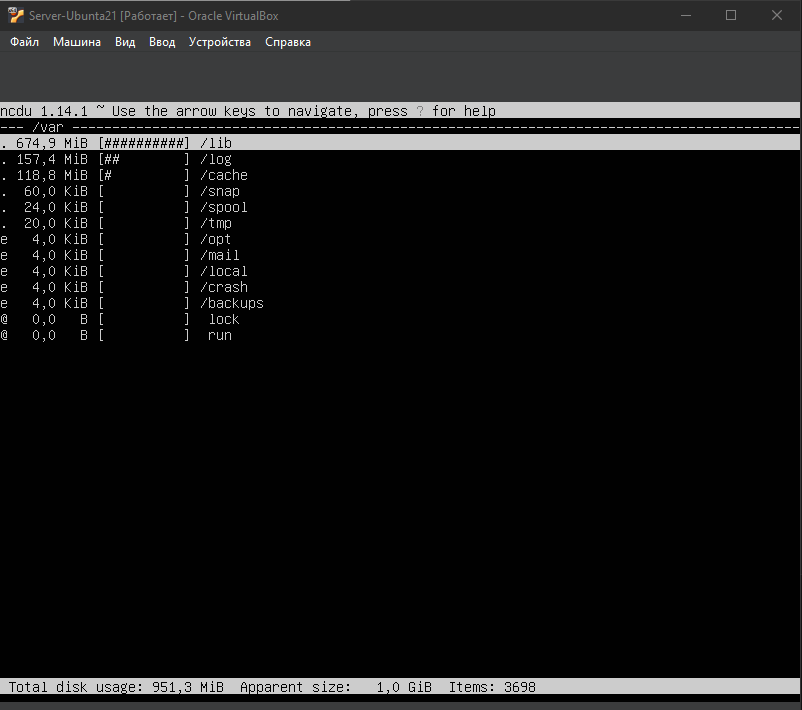 Server-Ubunta21 [Работает] - Oracle VirtualBox
Файл Машина Вид Ввод Устройства Справка
ncdu 1.14.1 ~ Use the arrow keys to navigate, press ? for help
--- /var -------------------------------------------------------------------------------------------
. 674,9 MiB [##########] /lib
. 157,4 MiB [##        ] /log
. 118,8 MiB [#         ] /cache
.  60,0 KiB [          ] /snap
.  24,0 KiB [          ] /spool
.  20,0 KiB [          ] /tmp
e   4,0 KiB [          ] /opt
e   4,0 KiB [          ] /mail
e   4,0 KiB [          ] /local
e   4,0 KiB [          ] /crash
e   4,0 KiB [          ] /backups
@   0,0   B [          ]  lock
@   0,0   B [          ]  run
Total disk usage: 951,3 MiB  Apparent size:   1,0 GiB  Items: 3698